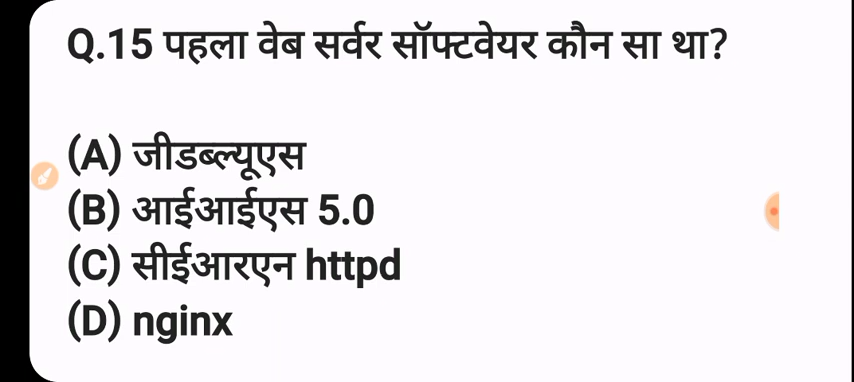 Q.15 पहला वेब सर्वर सॉफ्टवेयर कौन सा था?
(A) जीडब्ल्यूएस
(B) आईआईएस 5.0
(C) सीईआरएन httpd
(D) nginx